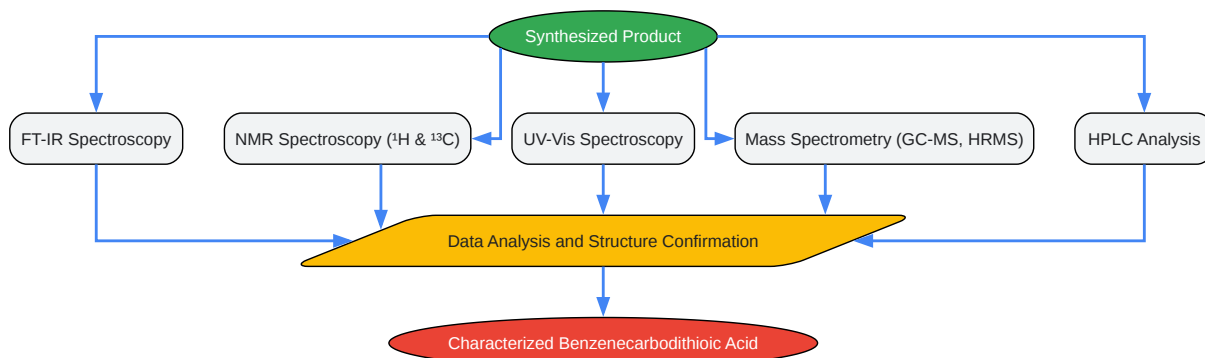 Synthesized Product
FT-IR Spectroscopy
NMR Spectroscopy (¹H & ¹³C)
UV-Vis Spectroscopy
Mass Spectrometry (GC-MS, HRMS)
HPLC Analysis
Data Analysis and Structure Confirmation
Characterized Benzenecarbodithioic Acid